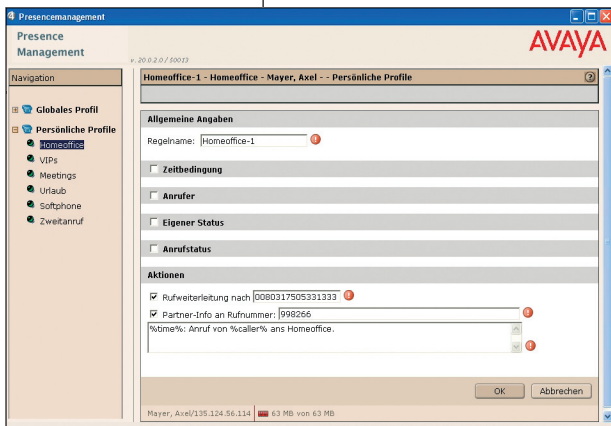 Presencemanagement
Presence
Management
v. 20.0.2.0 / S0013
AVAYA
Navigation
Globales Profil
Persönliche Profile
Homeoffice
VIPs
Meetings
Urlaub
Softphone
Zweitanruf
Homeoffice-1 - Homeoffice - Mayer, Axel - - Persönliche Profile
Allgemeine Angaben
Regelname: Homeoffice-1
Zeitbedingung
Anrufer
Eigener Status
Anrufstatus
Aktionen
Rufweiterleitung nach 0080317505331333
Partner-Info an Rufnummer: 998266
%time%: Anruf von %caller% ans Homeoffice.
OK Abbrechen
Mayer, Axel/135.124.56.114 63 MB von 63 MB